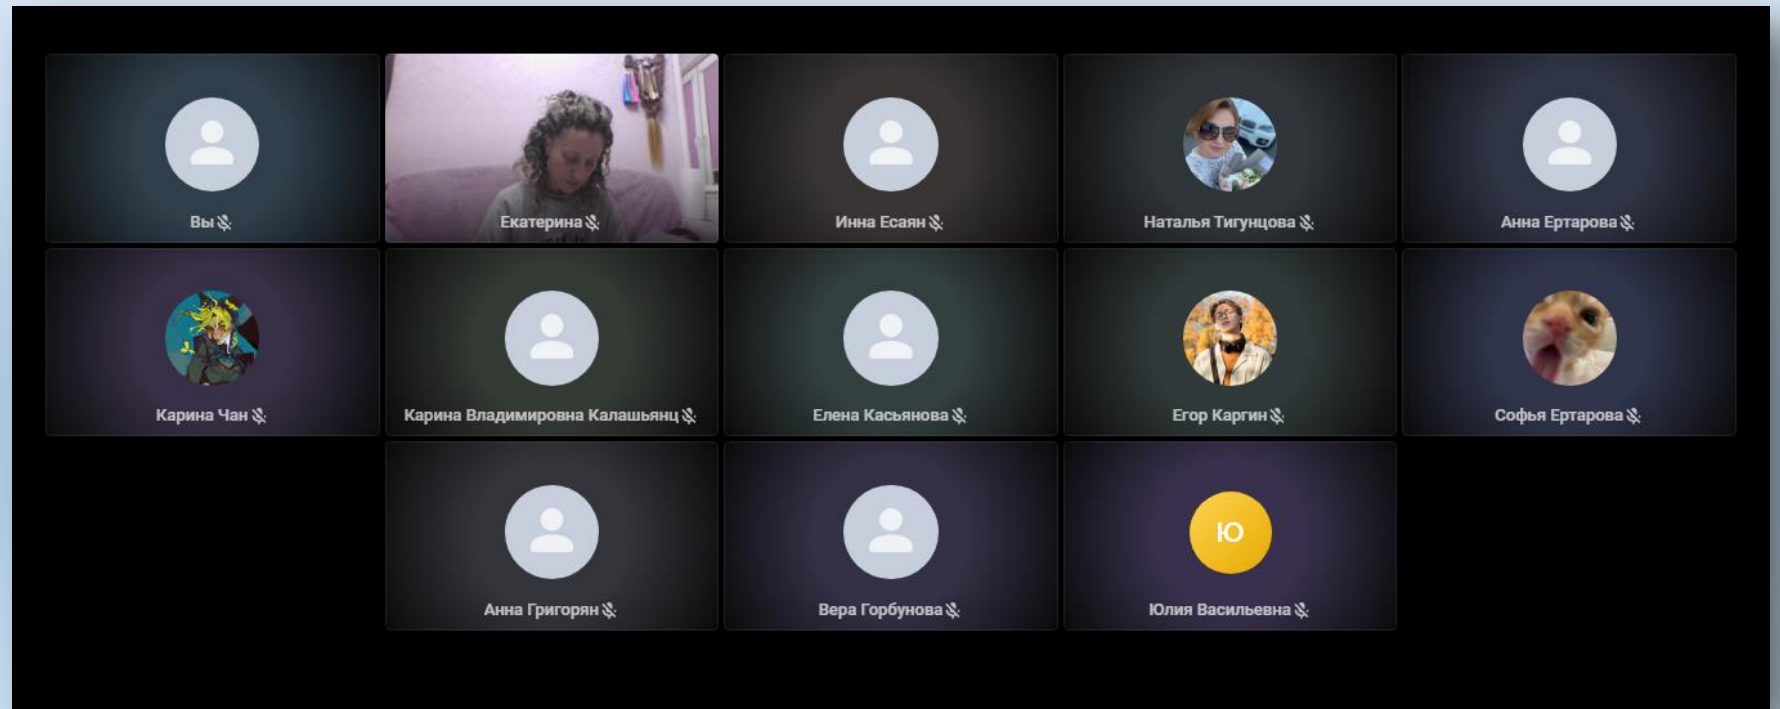 Вы
Екатерина
Инна Есаян
Наталья Тигунцова
Анна Ертарова
Карина Чан
Карина Владимировна Калашьянц
Елена Касьянова
Егор Каргин
Софья Ертарова
Анна Григорян
Вера Горбунова
Ю
Юлия Васильевна